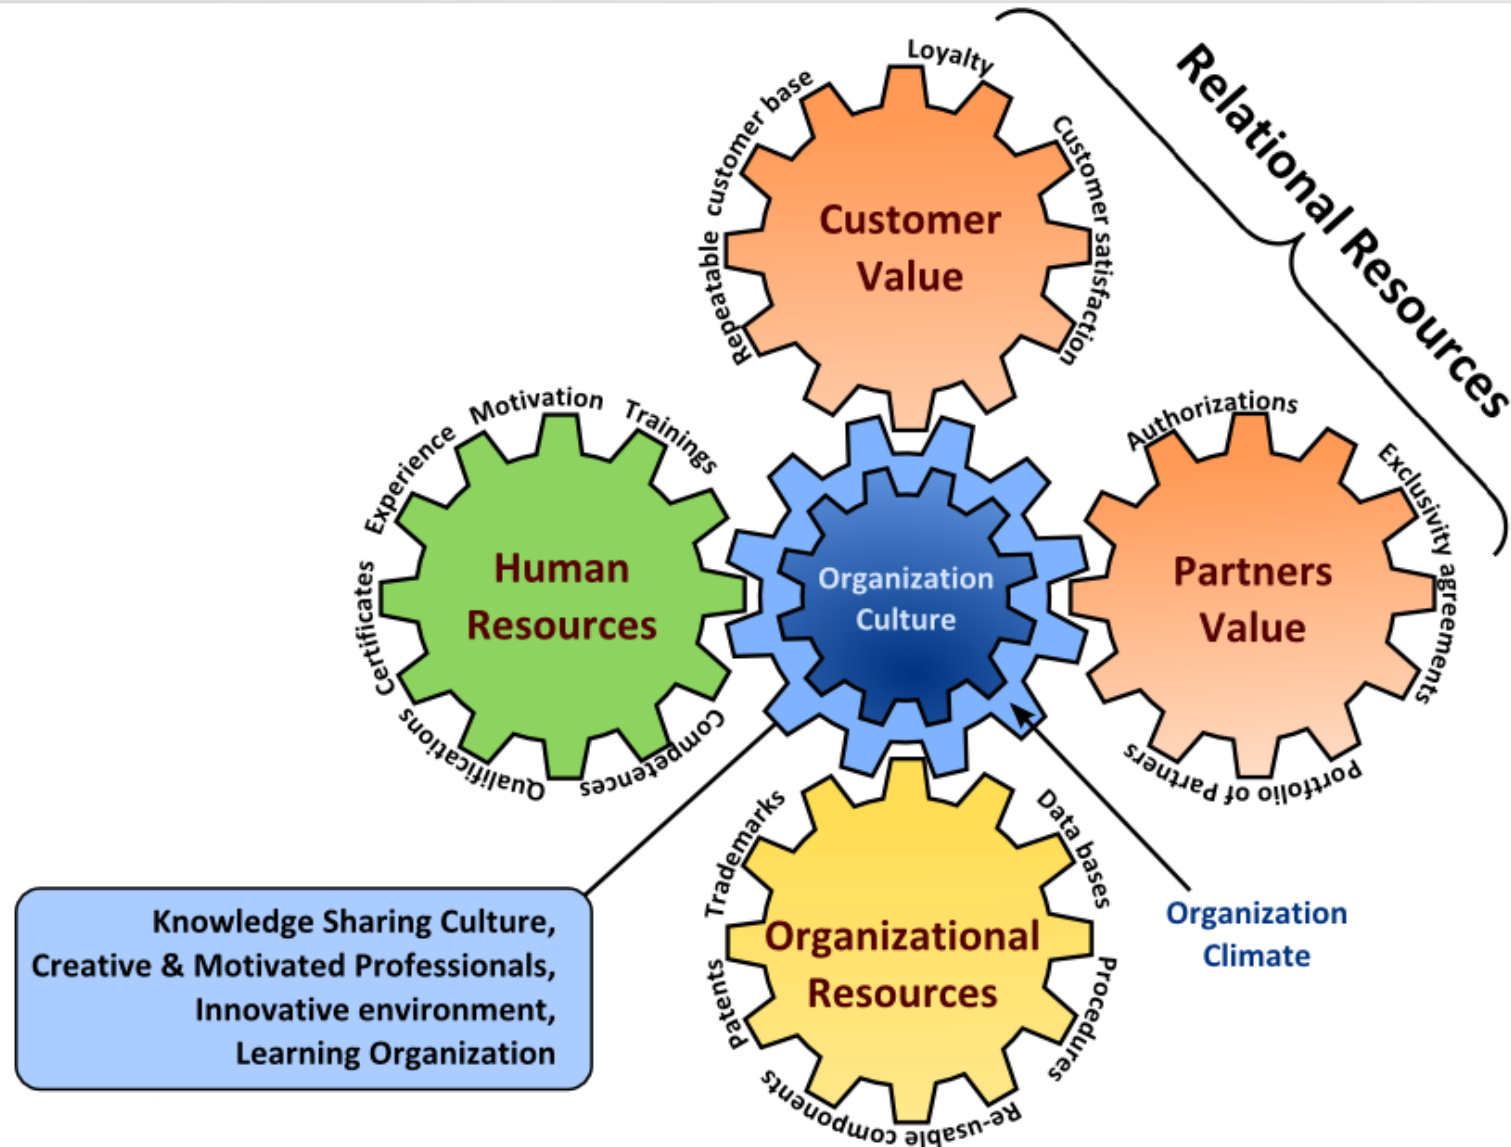 Relational Resources
Loyalty
Repeatable customer base
Customer satisfaction
Customer
Value
Motivation
Trainings
Experience
Certificates
Qualifications
Competences
Human
Resources
Organization
Culture
Authorizations
Exclusivity agreements
Portfolio of Partners
Partners
Value
Trademarks
Data bases
Patents
Procedures
Re-usable components
Organizational
Resources
Knowledge Sharing Culture,
Creative & Motivated Professionals,
Innovative environment,
Learning Organization
Organization
Climate